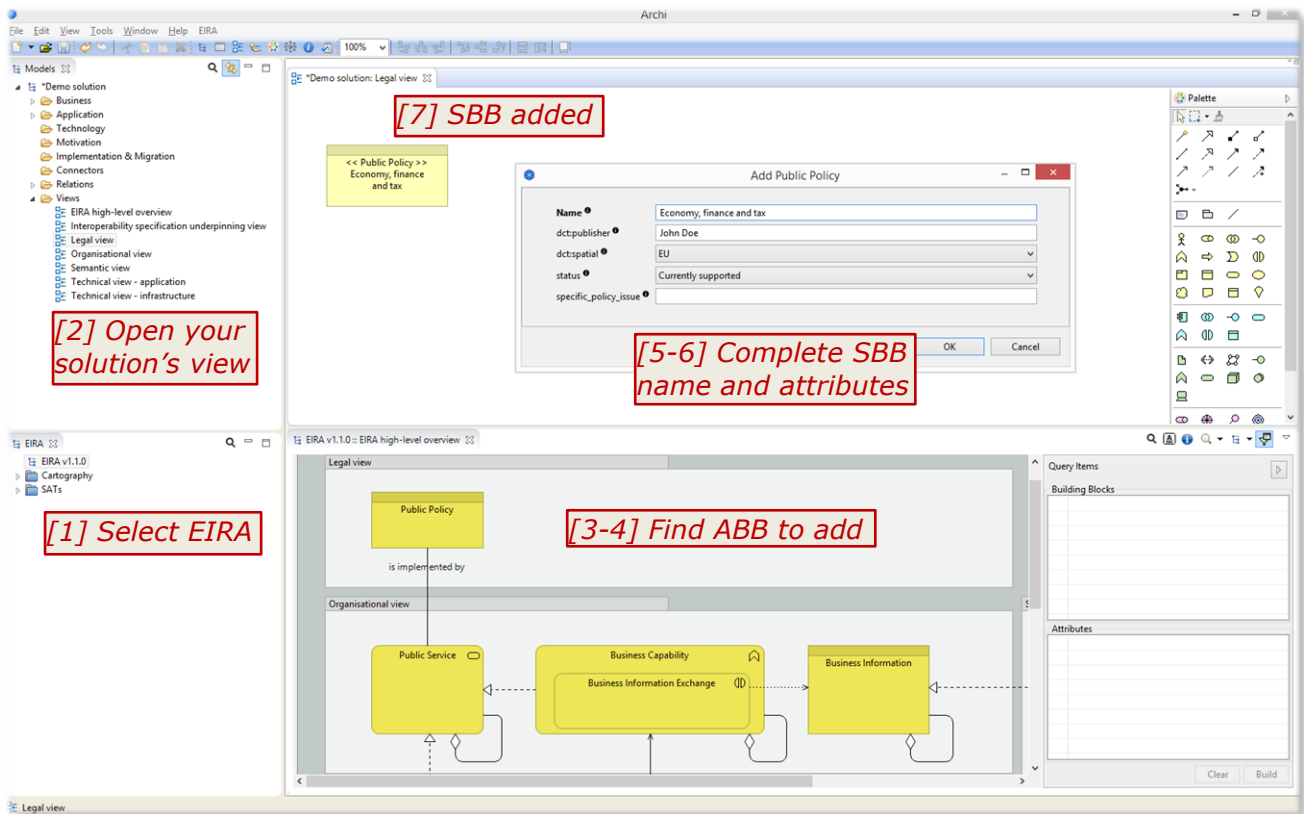 Archi
File Edit View Tools Window Help EIRA
100%
Models
*Demo solution
Business
Application
Technology
Motivation
Implementation & Migration
Connectors
Relations
Views
EIRA high-level overview
Interoperability specification underpinning view
Legal view
Organisational view
Semantic view
Technical view - application
Technical view - infrastructure
[2] Open your
solution's view
*Demo solution: Legal view
[7] SBB added
<< Public Policy >>
Economy, finance
and tax
Add Public Policy
Name Economy, finance and tax
dct:publisher John Doe
dct:spatial EU
status Currently supported
specific_policy_issue
OK Cancel
[5-6] Complete SBB
name and attributes
Palette
EIRA
EIRA v1.1.0
Cartography
SATs
[1] Select EIRA
EIRA v1.1.0 :: EIRA high-level overview
Legal view
Public Policy
[3-4] Find ABB to add
is implemented by
Organisational view
S
Public Service
Business Capability
Business Information Exchange
Business Information
Query Items
Building Blocks
Attributes
Clear Build
Legal view